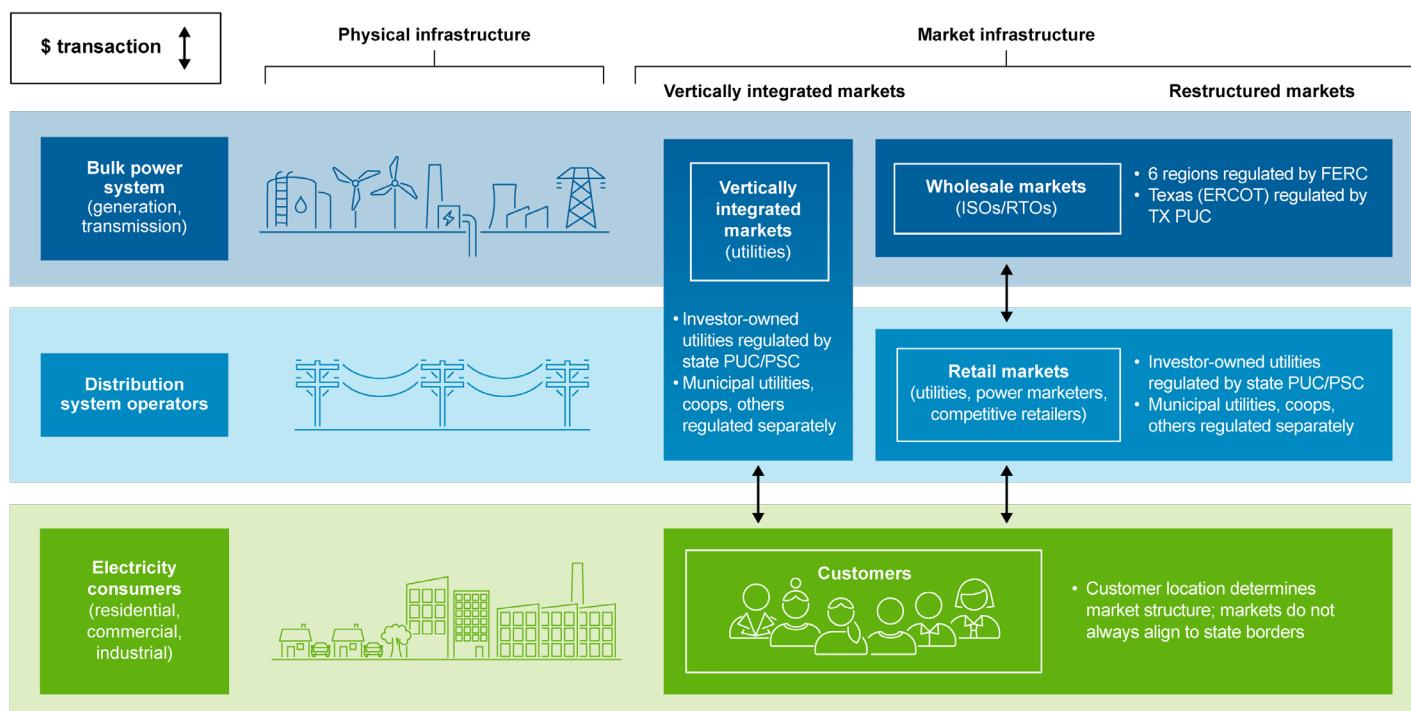 $ transaction
Physical infrastructure
Market infrastructure
Vertically integrated markets
Restructured markets
Bulk power
system
(generation,
transmission)
Vertically
integrated
markets
(utilities)
• Investor-owned
utilities regulated by
state PUC/PSC
• Municipal utilities,
coops, others
regulated separately
Wholesale markets
(ISOs/RTOs)
• 6 regions regulated by FERC
• Texas (ERCOT) regulated by
TX PUC
Distribution
system operators
Retail markets
(utilities, power marketers,
competitive retailers)
• Investor-owned utilities
regulated by state PUC/PSC
• Municipal utilities, coops,
others regulated separately
Electricity
consumers
(residential,
commercial,
industrial)
Customers
• Customer location determines
market structure; markets do not
always align to state borders